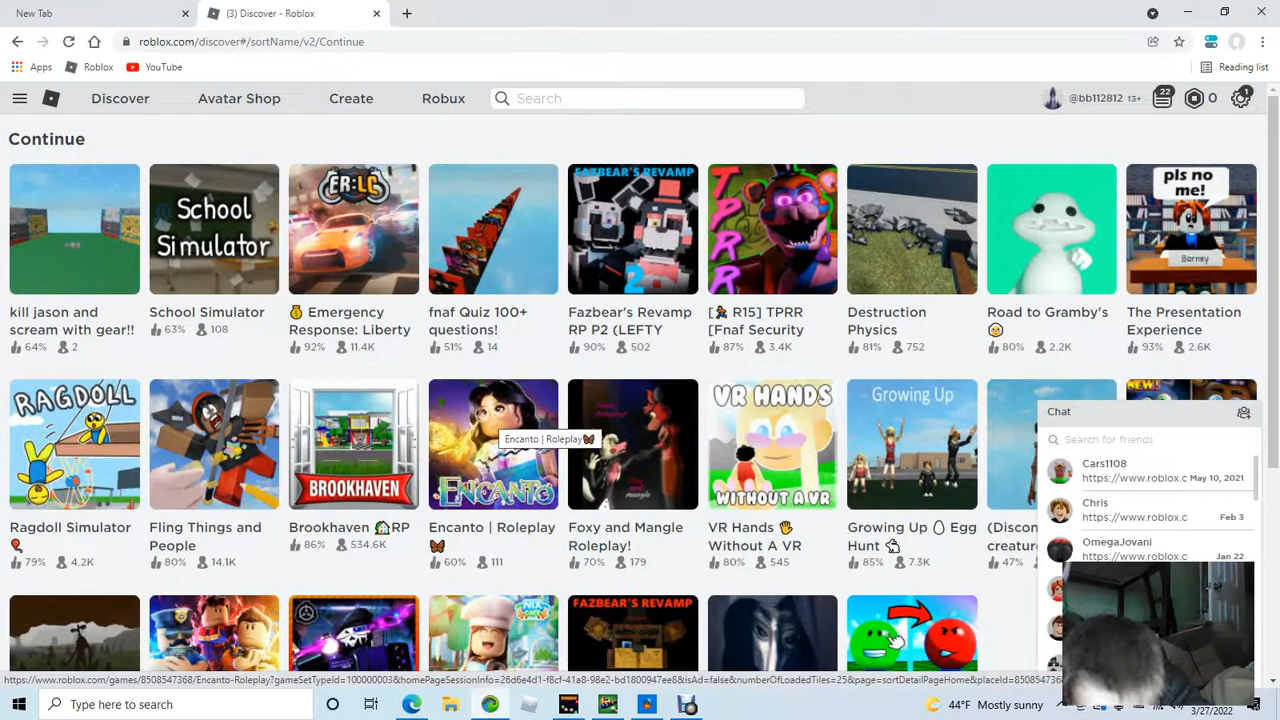 New Tab
(3) Discover - Roblox
roblox.com/discover#/sortName/v2/Continue
Apps Roblox YouTube Reading list
Discover Avatar Shop Create Robux Search @bb112812 13+ 22 0 1
Continue
School
Simulator
ER:LC
FAZBEAR'S REVAMP
2
TPRR
pls no
me!
Barney
kill jason and
scream with gear!!
64% 2
School Simulator
63% 108
💰 Emergency
Response: Liberty
92% 11.4K
fnaf Quiz 100+
questions!
51% 14
Fazbear's Revamp
RP P2 (LEFTY
90% 502
[🏃 R15] TPRR
[Fnaf Security
87% 3.4K
Destruction
Physics
81% 752
Road to Gramby's
👵
80% 2.2K
The Presentation
Experience
93% 2.6K
RAGDOLL
BROOKHAVEN
ENCANTO
Encanto | Roleplay🦋
VR HANDS
WITHOUT A VR
Growing Up
NEW!
Ragdoll Simulator
🎈
79% 4.2K
Fling Things and
People
80% 14.1K
Brookhaven 🏡RP
86% 534.6K
Encanto | Roleplay
🦋
60% 111
Foxy and Mangle
Roleplay!
70% 179
VR Hands 🖐
Without A VR
80% 545
Growing Up 🥚 Egg
Hunt 🐇
85% 7.3K
(Discon
creature
47%
Chat
Search for friends
Cars1108
https://www.roblox.c May 10, 2021
Chris
https://www.roblox.c Feb 3
OmegaJovani
https://www.roblox.c Jan 22
FAZBEAR'S REVAMP
Type here to search
44°F Mostly sunny
3/27/2022